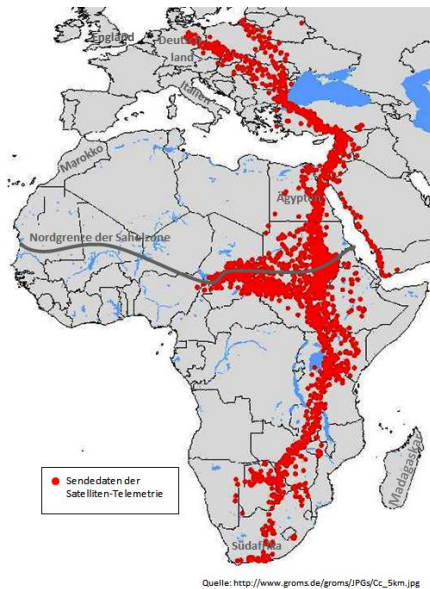 England
Deutsch
land
Italien
Marokko
Ägypten
Nordgrenze der Sahelzone
Madagaskar
Sendedaten der
Satelliten-Telemetrie
Südafrika
Quelle: http://www.groms.de/groms/JPGs/Cc_5km.jpg